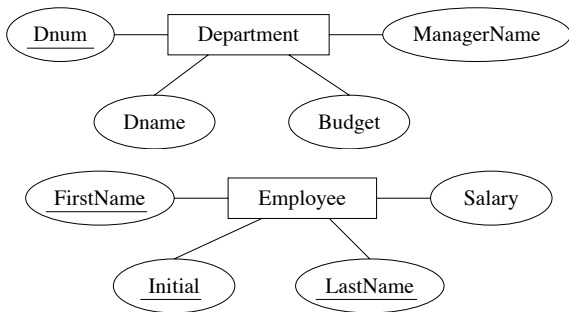 Dnum
Department
ManagerName
Dname
Budget
FirstName
Employee
Salary
Initial
LastName